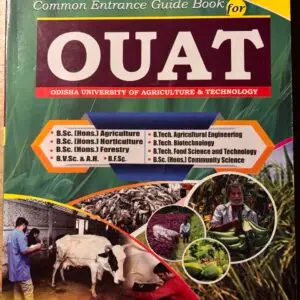 Common Entrance Guide Book for
OUAT
ODISHA UNIVERSITY OF AGRICULTURE & TECHNOLOGY
• B.Sc. (Hons.) Agriculture
• B.Sc. (Hons.) Horticulture
• B.Sc. (Hons.) Forestry
• B.V.Sc. & A.H. • B.F.Sc.
• B.Tech. Agricultural Engineering
• B.Tech. Biotechnology
• B.Tech. Food Science and Technology
• B.Sc. (Hons.) Community Science